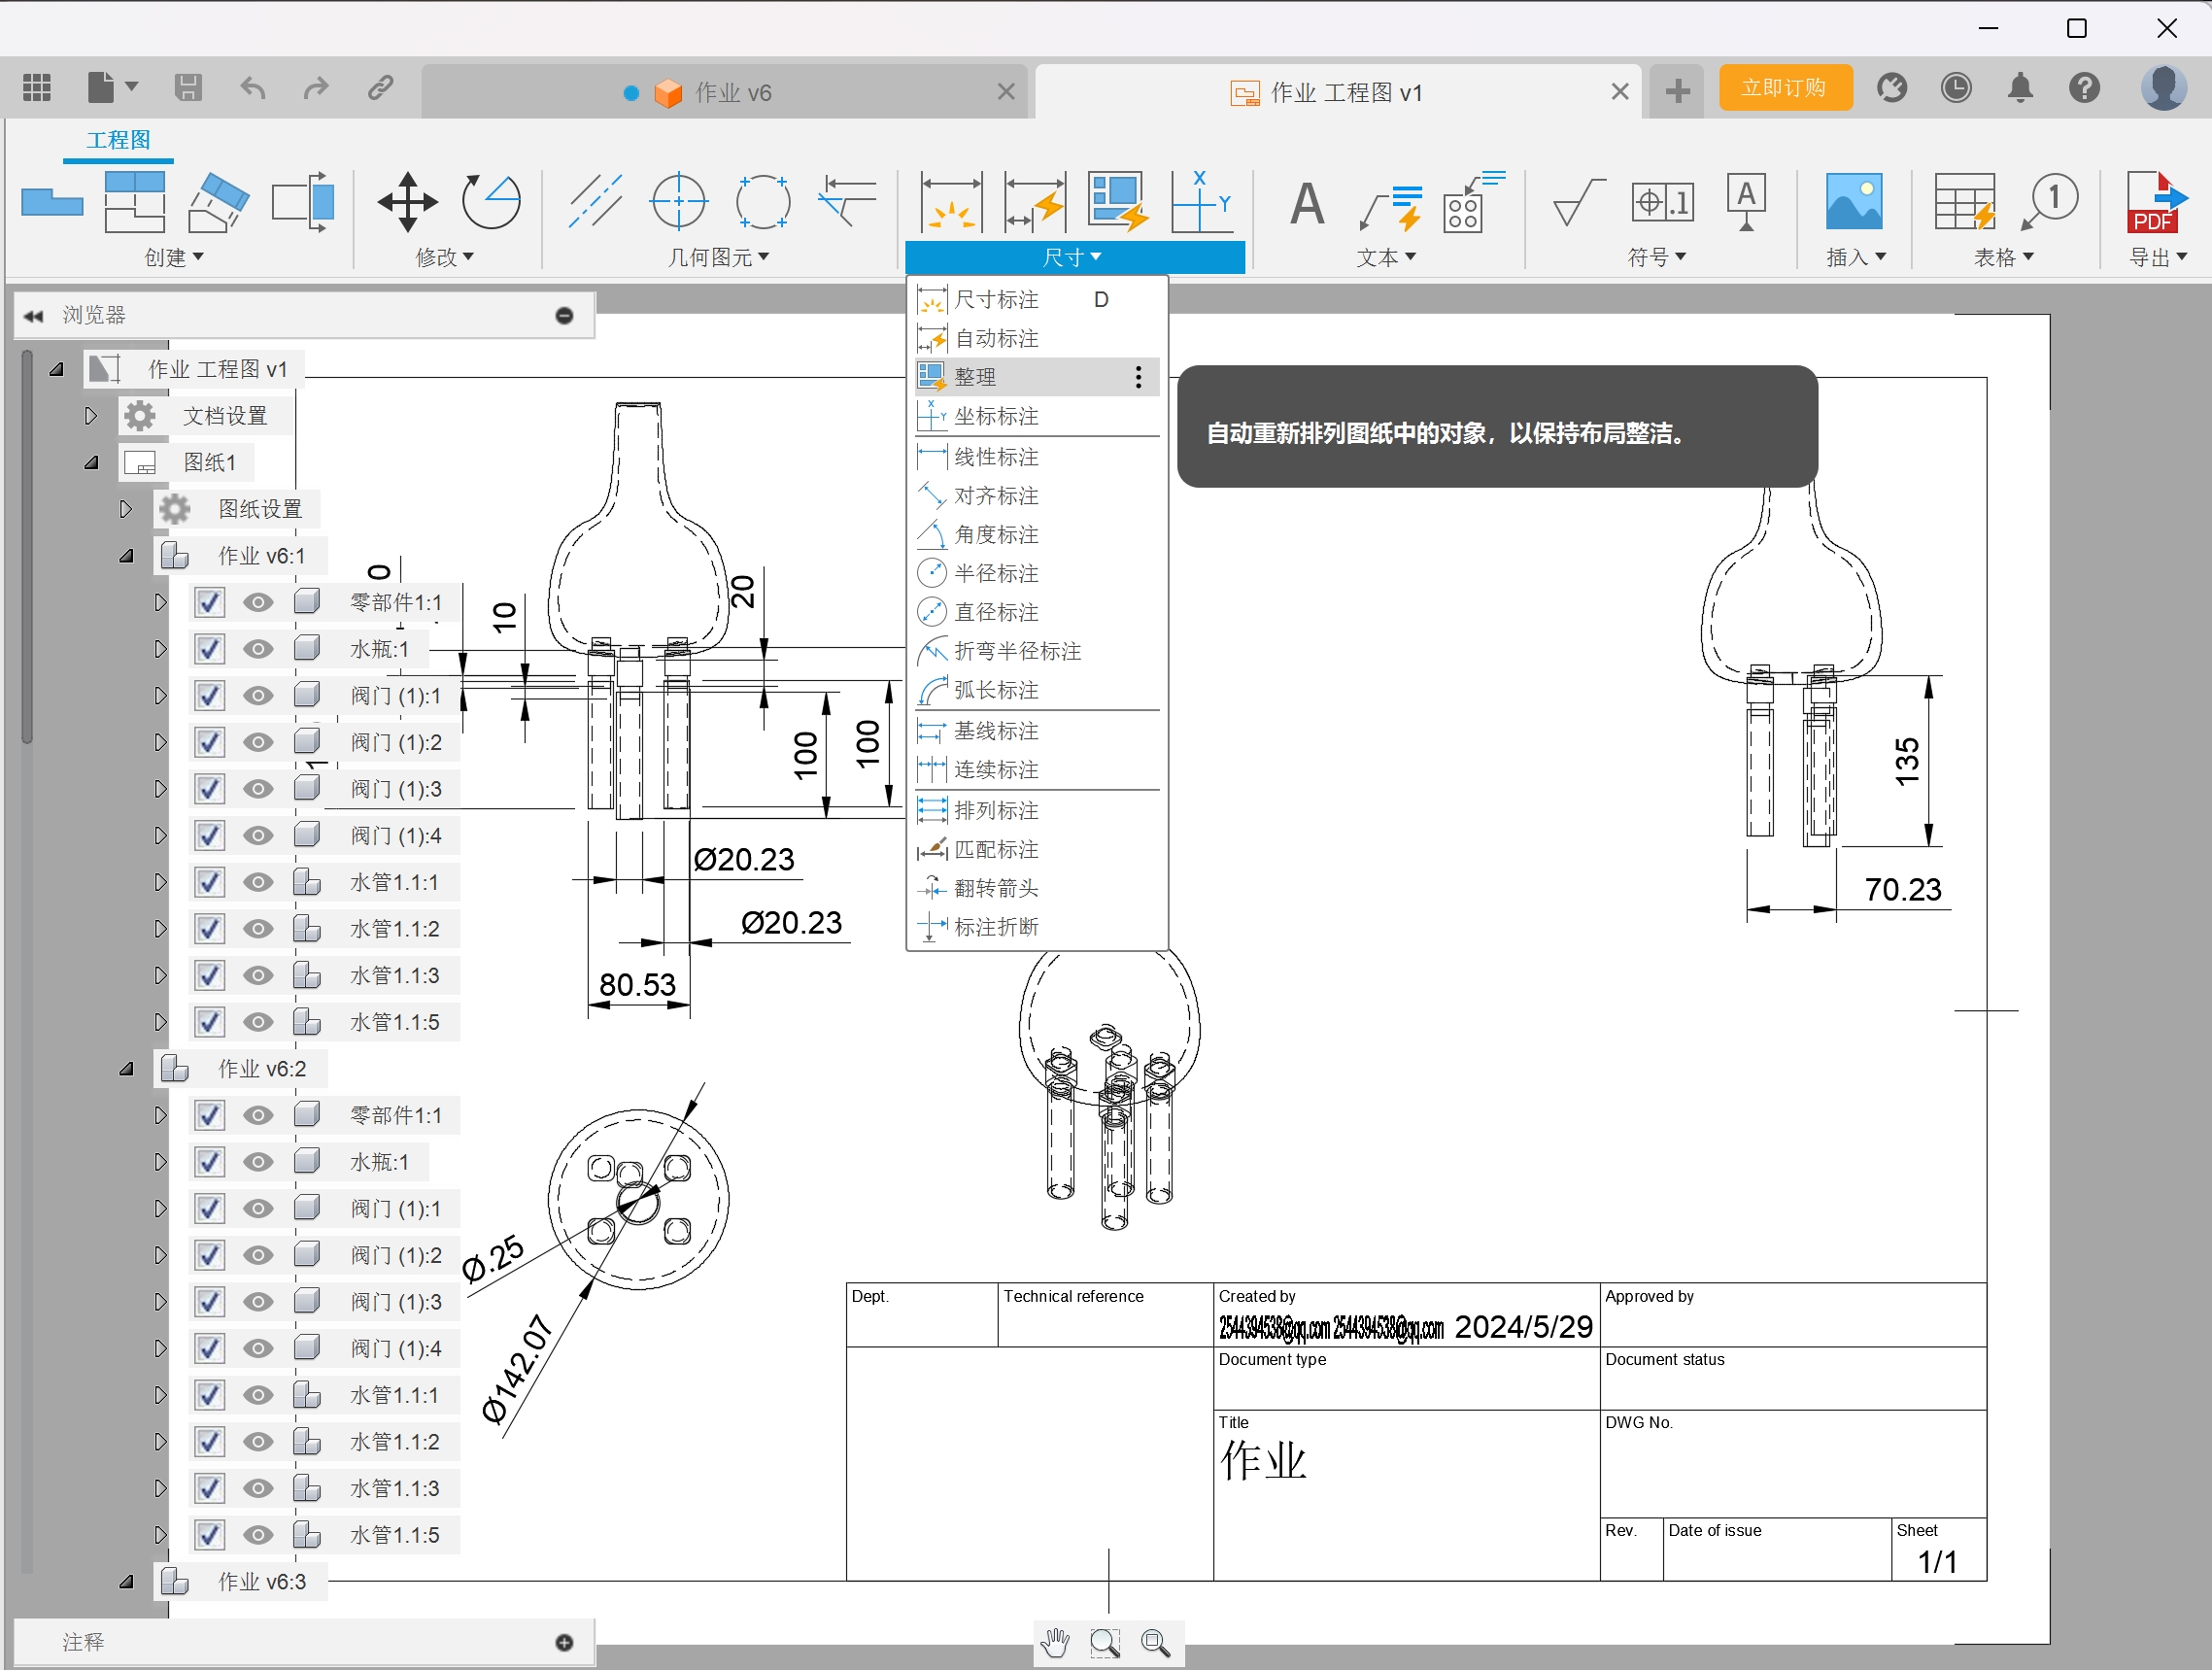 作业 v6
作业 工程图 v1
立即订购
工程图
创建
修改
几何图元
尺寸
文本
符号
插入
表格
导出
X
Y
A
.1
A
1
PDF
浏览器
作业 工程图 v1
文档设置
图纸1
图纸设置
作业 v6:1
零部件1:1
水瓶:1
阀门 (1):1
阀门 (1):2
阀门 (1):3
阀门 (1):4
水管1.1:1
水管1.1:2
水管1.1:3
水管1.1:5
作业 v6:2
零部件1:1
水瓶:1
阀门 (1):1
阀门 (1):2
阀门 (1):3
阀门 (1):4
水管1.1:1
水管1.1:2
水管1.1:3
水管1.1:5
作业 v6:3
注释
尺寸标注 D
自动标注
整理
坐标标注
线性标注
对齐标注
角度标注
半径标注
直径标注
折弯半径标注
弧长标注
基线标注
连续标注
排列标注
匹配标注
翻转箭头
标注折断
自动重新排列图纸中的对象，以保持布局整洁。
0
10
20
100
100
Ø20.23
Ø20.23
80.53
135
70.23
Ø.25
Ø142.07
Dept.
Technical reference
Created by
2544394538@qq.com 2544394538@qq.com 2024/5/29
Approved by
Document type
Document status
Title
作业
DWG No.
Rev.
Date of issue
Sheet
1/1